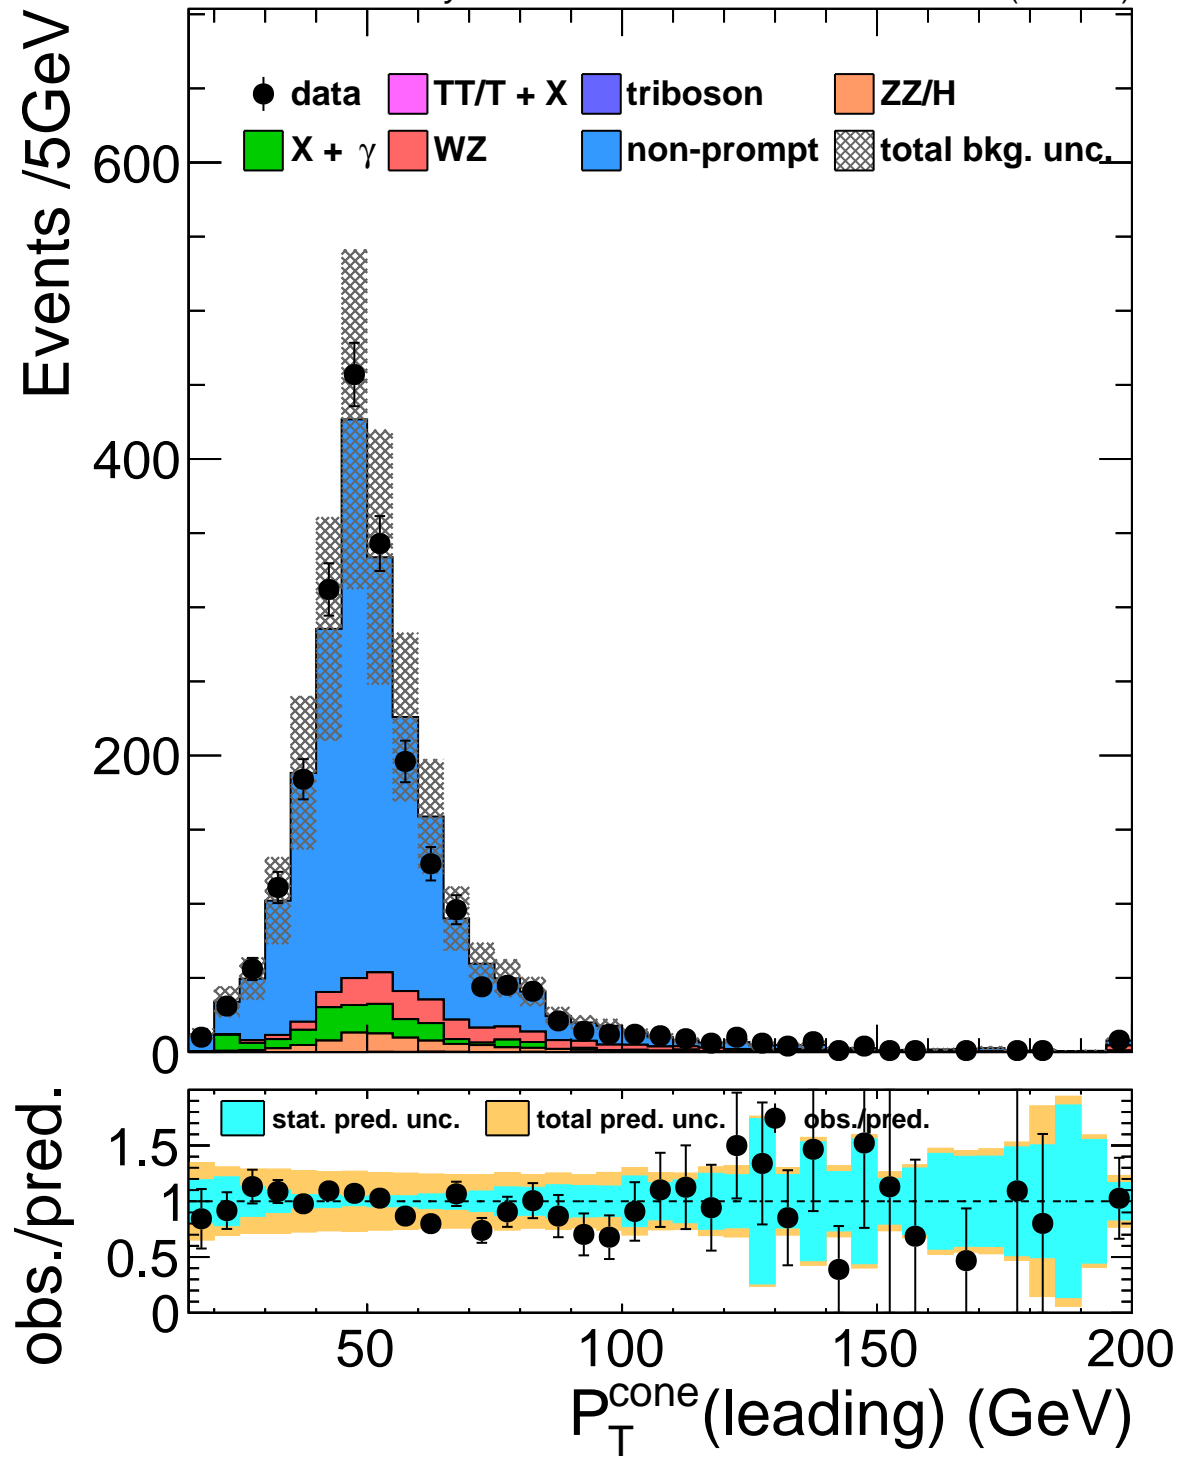 Events /5GeV
data TT/T + X triboson ZZ/H
X + γ WZ non-prompt total bkg. unc.
600
400
200
0
obs./pred.
stat. pred. unc. total pred. unc. obs./pred.
1.5
1
0.5
0
50 100 150 200
P_T^cone(leading) (GeV)